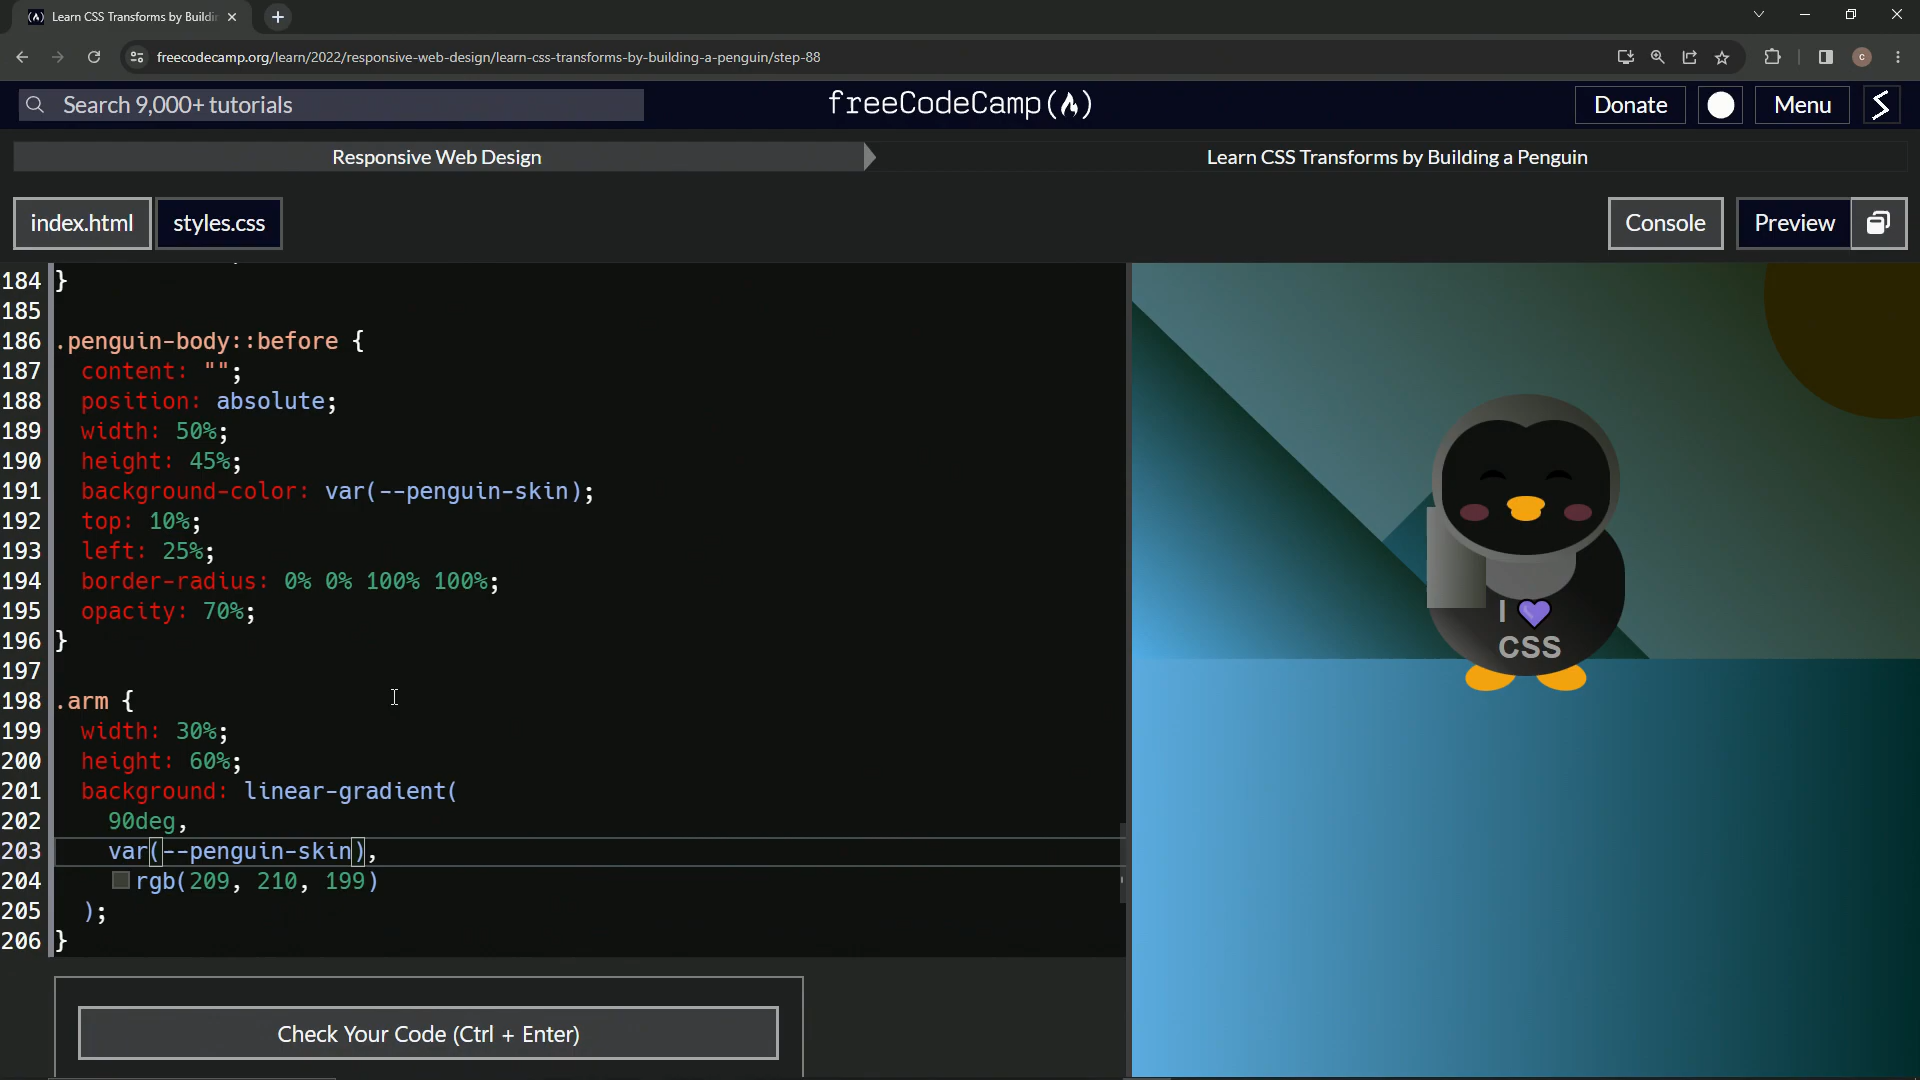 Learn CSS Transforms by Buildin
freecodecamp.org/learn/2022/responsive-web-design/learn-css-transforms-by-building-a-penguin/step-88
c
Search 9,000+ tutorials
freeCodeCamp
Donate
Menu
Responsive Web Design
Learn CSS Transforms by Building a Penguin
index.html
styles.css
Console
Preview
184 }
185
186 .penguin-body::before {
187 content: "";
188 position: absolute;
189 width: 50%;
190 height: 45%;
191 background-color: var(--penguin-skin);
192 top: 10%;
193 left: 25%;
194 border-radius: 0% 0% 100% 100%;
195 opacity: 70%;
196 }
197
198 .arm {
199 width: 30%;
200 height: 60%;
201 background: linear-gradient(
202 90deg,
203 var(--penguin-skin),
204 rgb(209, 210, 199)
205 );
206 }
I 💜
CSS
Check Your Code (Ctrl + Enter)